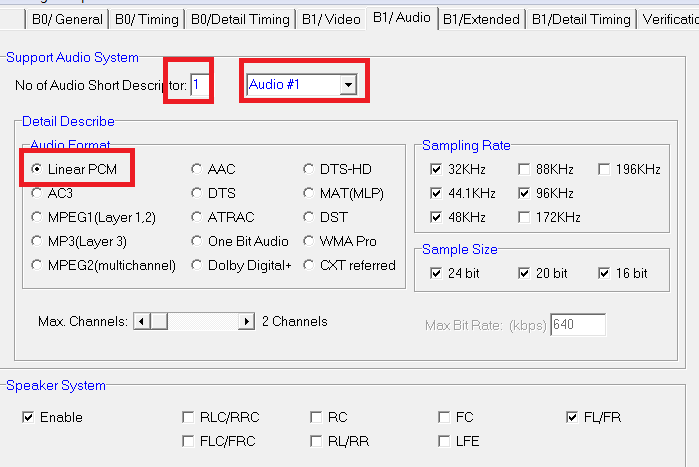 B0/ General B0/ Timing B0/Detail Timing B1/ Video B1/ Audio B1/Extended B1/Detail Timing Verificatio
Support Audio System
No of Audio Short Descriptor: 1 Audio #1
Detail Describe
Audio Format
Linear PCM AAC DTS-HD
AC3 DTS MAT(MLP)
MPEG1(Layer 1,2) ATRAC DST
MP3(Layer 3) One Bit Audio WMA Pro
MPEG2(multichannel) Dolby Digital+ CXT referred
Sampling Rate
32KHz 88KHz 196KHz
44.1KHz 96KHz
48KHz 172KHz
Sample Size
24 bit 20 bit 16 bit
Max. Channels: 2 Channels
Max Bit Rate: (kbps) 640
Speaker System
Enable RLC/RRC RC FC FL/FR
FLC/FRC RL/RR LFE